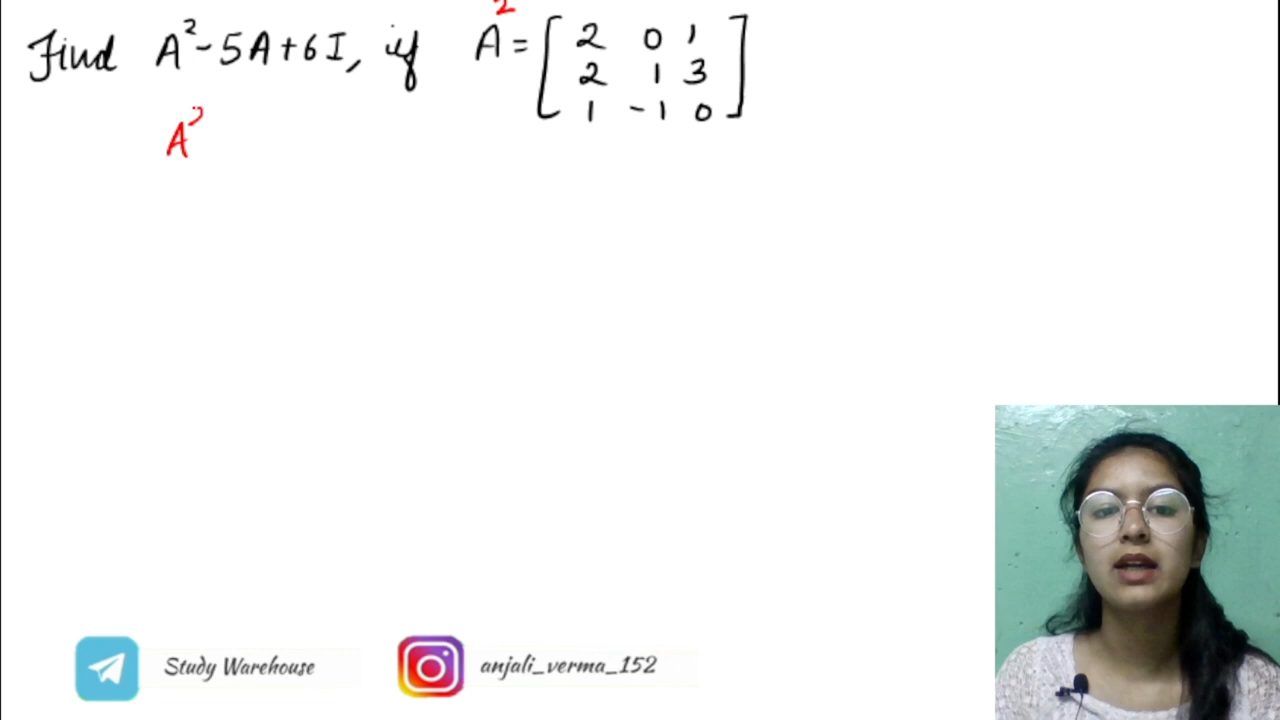 2
Find A²-5A+6I, if A = [ 2 0 1
2 1 3
1 -1 0 ]
A²
Study Warehouse
anjali_verma_152